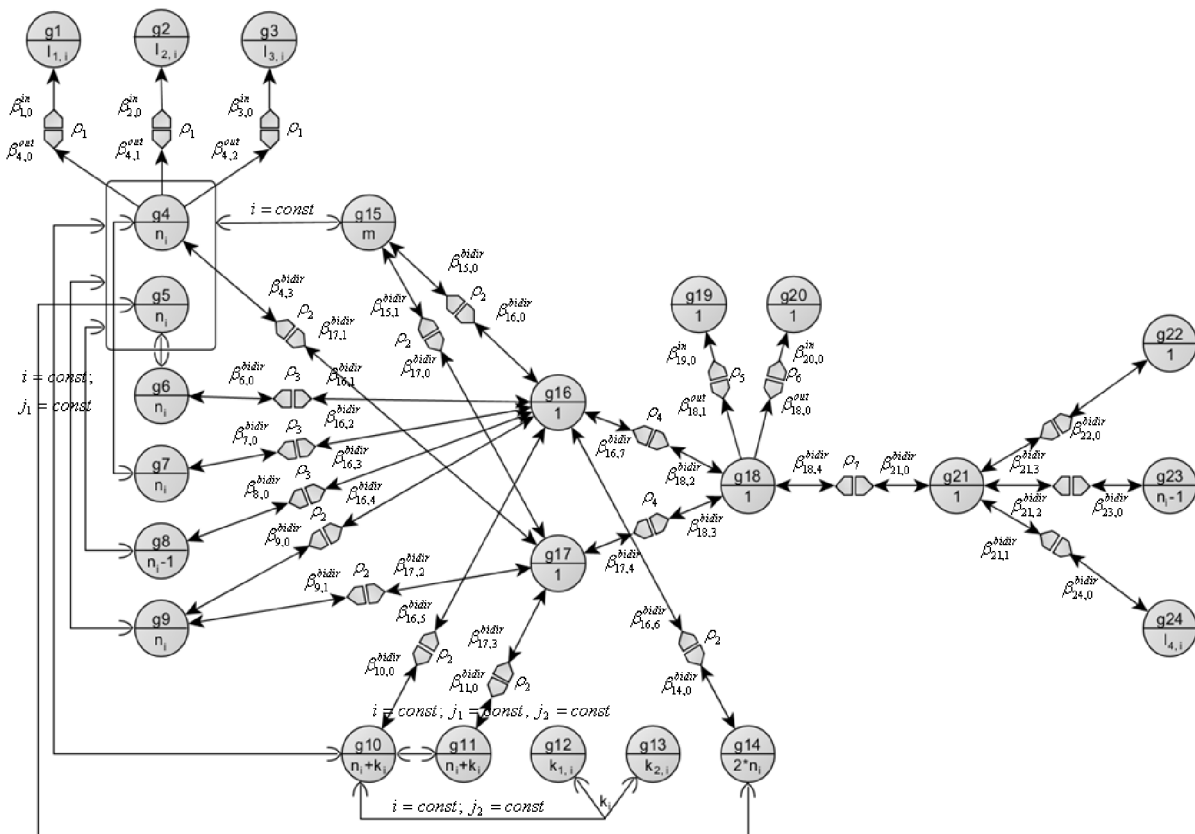 g1
l₁,ᵢ
g2
l₂,ᵢ
g3
l₃,ᵢ
β₁,₀ⁱⁿ
ρ₁
β₄,₀ᵒᵘᵗ
β₂,₀ⁱⁿ
ρ₁
β₄,₁ᵒᵘᵗ
β₃,₀ⁱⁿ
ρ₁
β₄,₂ᵒᵘᵗ
g4
nᵢ
i = const
g15
m
g5
nᵢ
β₄,₃ᵇⁱᵈⁱʳ
ρ₂
β₁₇,₁ᵇⁱᵈⁱʳ
β₁₅,₁ᵇⁱᵈⁱʳ
ρ₂
β₁₇,₀ᵇⁱᵈⁱʳ
β₁₅,₀ᵇⁱᵈⁱʳ
ρ₂
β₁₆,₀ᵇⁱᵈⁱʳ
g19
1
g20
1
g22
1
i = const;
j₁ = const
g6
nᵢ
β₆,₀ᵇⁱᵈⁱʳ
ρ₃
β₁₆,₁ᵇⁱᵈⁱʳ
g16
1
β₁₉,₀ⁱⁿ
ρ₅
β₁₈,₁ᵒᵘᵗ
β₂₀,₀ⁱⁿ
ρ₆
β₁₈,₀ᵒᵘᵗ
g7
nᵢ
β₇,₀ᵇⁱᵈⁱʳ
ρ₃
β₁₆,₂ᵇⁱᵈⁱʳ
β₁₆,₇ᵇⁱᵈⁱʳ
ρ₄
β₁₈,₂ᵇⁱᵈⁱʳ
g18
1
β₁₈,₄ᵇⁱᵈⁱʳ
ρ₇
β₂₁,₀ᵇⁱᵈⁱʳ
g21
1
β₂₁,₃ᵇⁱᵈⁱʳ
β₂₂,₀ᵇⁱᵈⁱʳ
β₂₁,₂ᵇⁱᵈⁱʳ
β₂₃,₀ᵇⁱᵈⁱʳ
g23
nᵢ-1
β₂₁,₁ᵇⁱᵈⁱʳ
β₂₄,₀ᵇⁱᵈⁱʳ
g24
l₄,ᵢ
g8
nᵢ-1
β₈,₀ᵇⁱᵈⁱʳ
ρ₃
β₁₆,₃ᵇⁱᵈⁱʳ
β₉,₀ᵇⁱᵈⁱʳ
ρ₂
β₁₆,₄ᵇⁱᵈⁱʳ
g17
1
β₁₇,₄ᵇⁱᵈⁱʳ
ρ₄
β₁₈,₃ᵇⁱᵈⁱʳ
g9
nᵢ
β₉,₁ᵇⁱᵈⁱʳ
ρ₂
β₁₇,₂ᵇⁱᵈⁱʳ
β₁₆,₅ᵇⁱᵈⁱʳ
ρ₂
β₁₀,₀ᵇⁱᵈⁱʳ
β₁₇,₃ᵇⁱᵈⁱʳ
ρ₂
β₁₁,₀ᵇⁱᵈⁱʳ
β₁₆,₆ᵇⁱᵈⁱʳ
ρ₂
β₁₄,₀ᵇⁱᵈⁱʳ
i = const; j₁ = const, j₂ = const
g10
nᵢ+kᵢ
g11
nᵢ+kᵢ
g12
k₁,ᵢ
g13
k₂,ᵢ
g14
2*nᵢ
i = const; j₂ = const
kᵢ